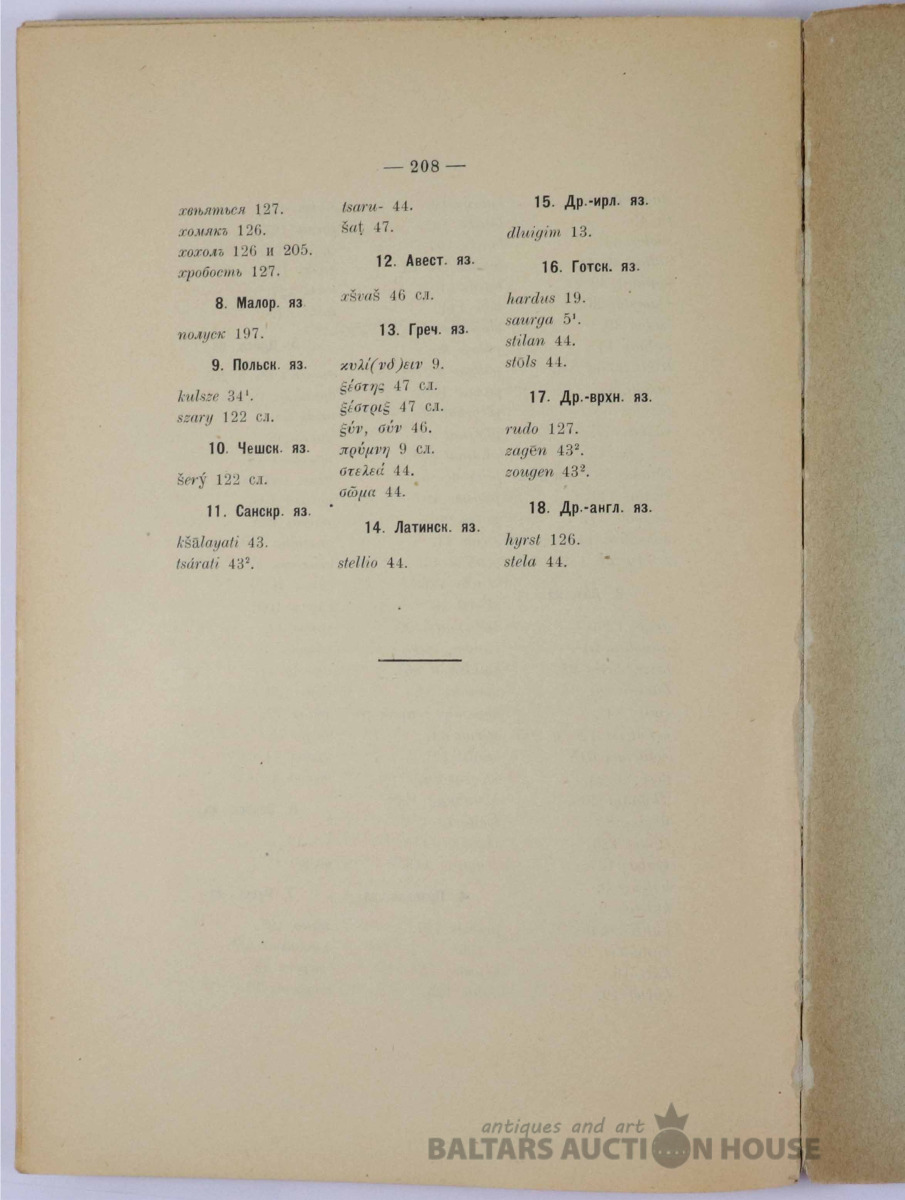 — 208 —
хвѣяться 127.
хомякъ 126.
хохолъ 126 и 205.
хробость 127.
8. Малор. яз
полуск 197.
9. Польск. яз.
kulsze 34¹.
szary 122 сл.
10. Чешск. яз.
šerý 122 сл.
11. Санскр. яз.
kšālayati 43.
tsárati 43².
tsaru- 44.
šaṭ 47.
12. Авест. яз.
xšvaš 46 сл.
13. Греч. яз.
κυλί(νδ)ειν 9.
ξέστης 47 сл.
ξέστριξ 47 сл.
ξύν, σύν 46.
πρύμνη 9 сл.
στελεά 44.
σῶμα 44.
14. Латинск. яз.
stellio 44.
15. Др.-ирл. яз.
dluigim 13.
16. Готск. яз.
hardus 19.
saurga 5¹.
stilan 44.
stōls 44.
17. Др.-врхн. яз.
rudo 127.
zagēn 43².
zougen 43².
18. Др.-англ. яз.
hyrst 126.
stela 44.
antiques and art
BALTARS AUCTION HOUSE